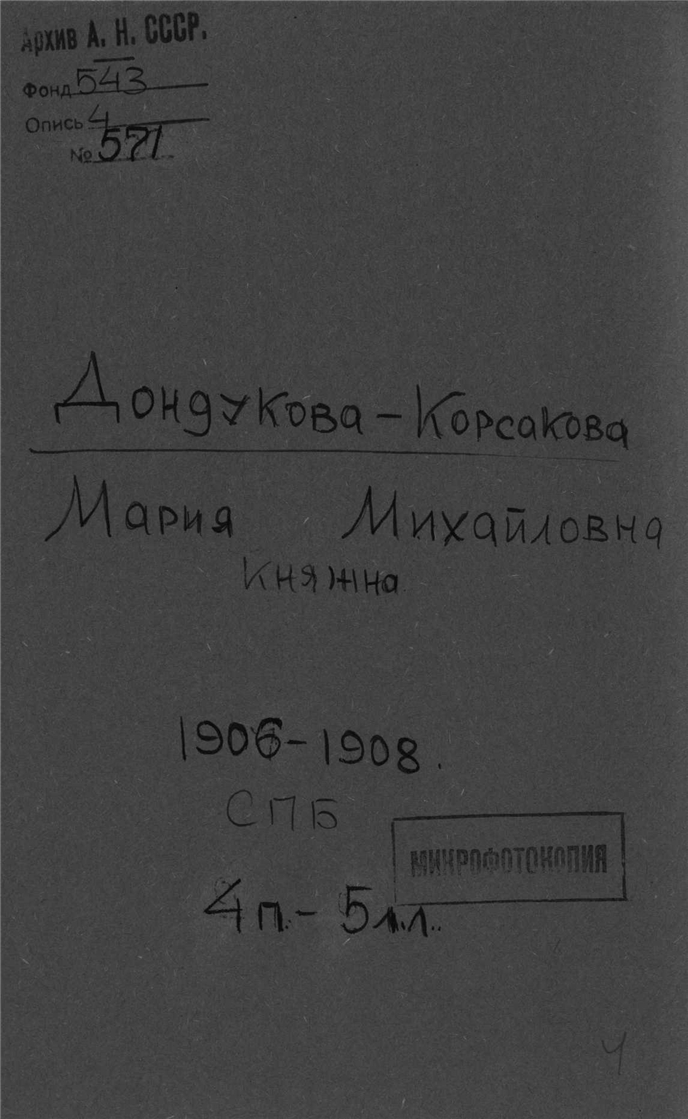 Архив А. Н. СССР.
Фонд 543
Опись 4
№ 571
Дондукова – Корсакова
Мария Михайловна
Княжна
1906 – 1908.
СПБ
МИКРОФОТОКОПИЯ
4 п. – 5 л.л.